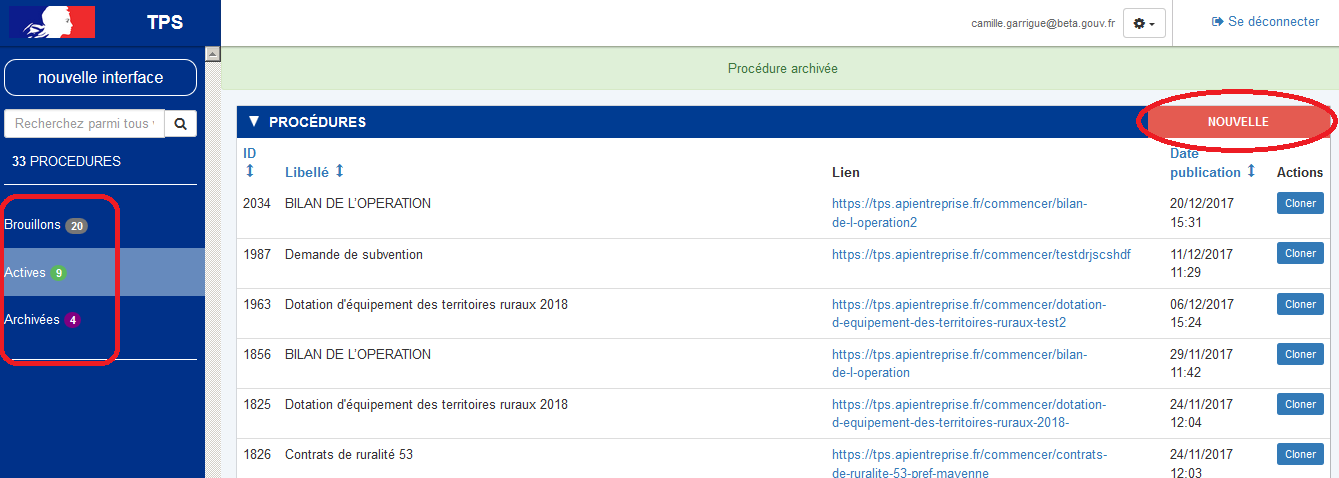 TPS
camille.garrigue@beta.gouv.fr
Se déconnecter
nouvelle interface
Recherchez parmi tous
33 PROCEDURES
Brouillons 20
Actives 9
Archivées 4
Procédure archivée
PROCÉDURES
NOUVELLE
ID Libellé Lien Date
publication Actions
2034 BILAN DE L'OPERATION https://tps.apientreprise.fr/commencer/bilan- 20/12/2017 Cloner
de-l-operation2 15:31
1987 Demande de subvention https://tps.apientreprise.fr/commencer/testdrjscshdf 11/12/2017 Cloner
11:29
1963 Dotation d'équipement des territoires ruraux 2018 https://tps.apientreprise.fr/commencer/dotation- 06/12/2017 Cloner
d-equipement-des-territoires-ruraux-test2 15:24
1856 BILAN DE L'OPERATION https://tps.apientreprise.fr/commencer/bilan- 29/11/2017 Cloner
de-l-operation 11:42
1825 Dotation d'équipement des territoires ruraux 2018 https://tps.apientreprise.fr/commencer/dotation- 24/11/2017 Cloner
d-equipement-des-territoires-ruraux-2018- 12:04
1826 Contrats de ruralité 53 https://tps.apientreprise.fr/commencer/contrats- 24/11/2017 Cloner
de-ruralite-53-pref-mayenne 12:03